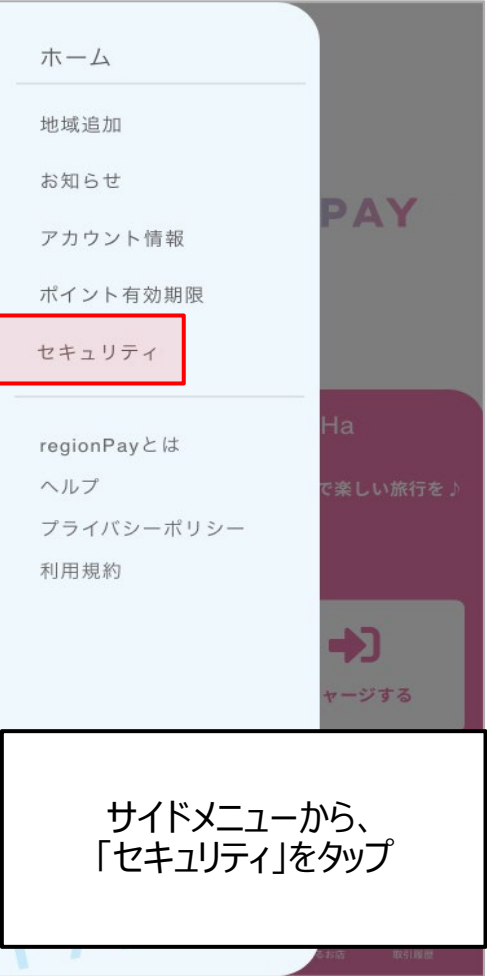 ホーム
地域追加
お知らせ
アカウント情報
ポイント有効期限
セキュリティ
regionPayとは
ヘルプ
プライバシーポリシー
利用規約
PAY
Ha
で楽しい旅行を♪
ャージする
サイドメニューから、
「セキュリティ」をタップ
るお店
取引履歴